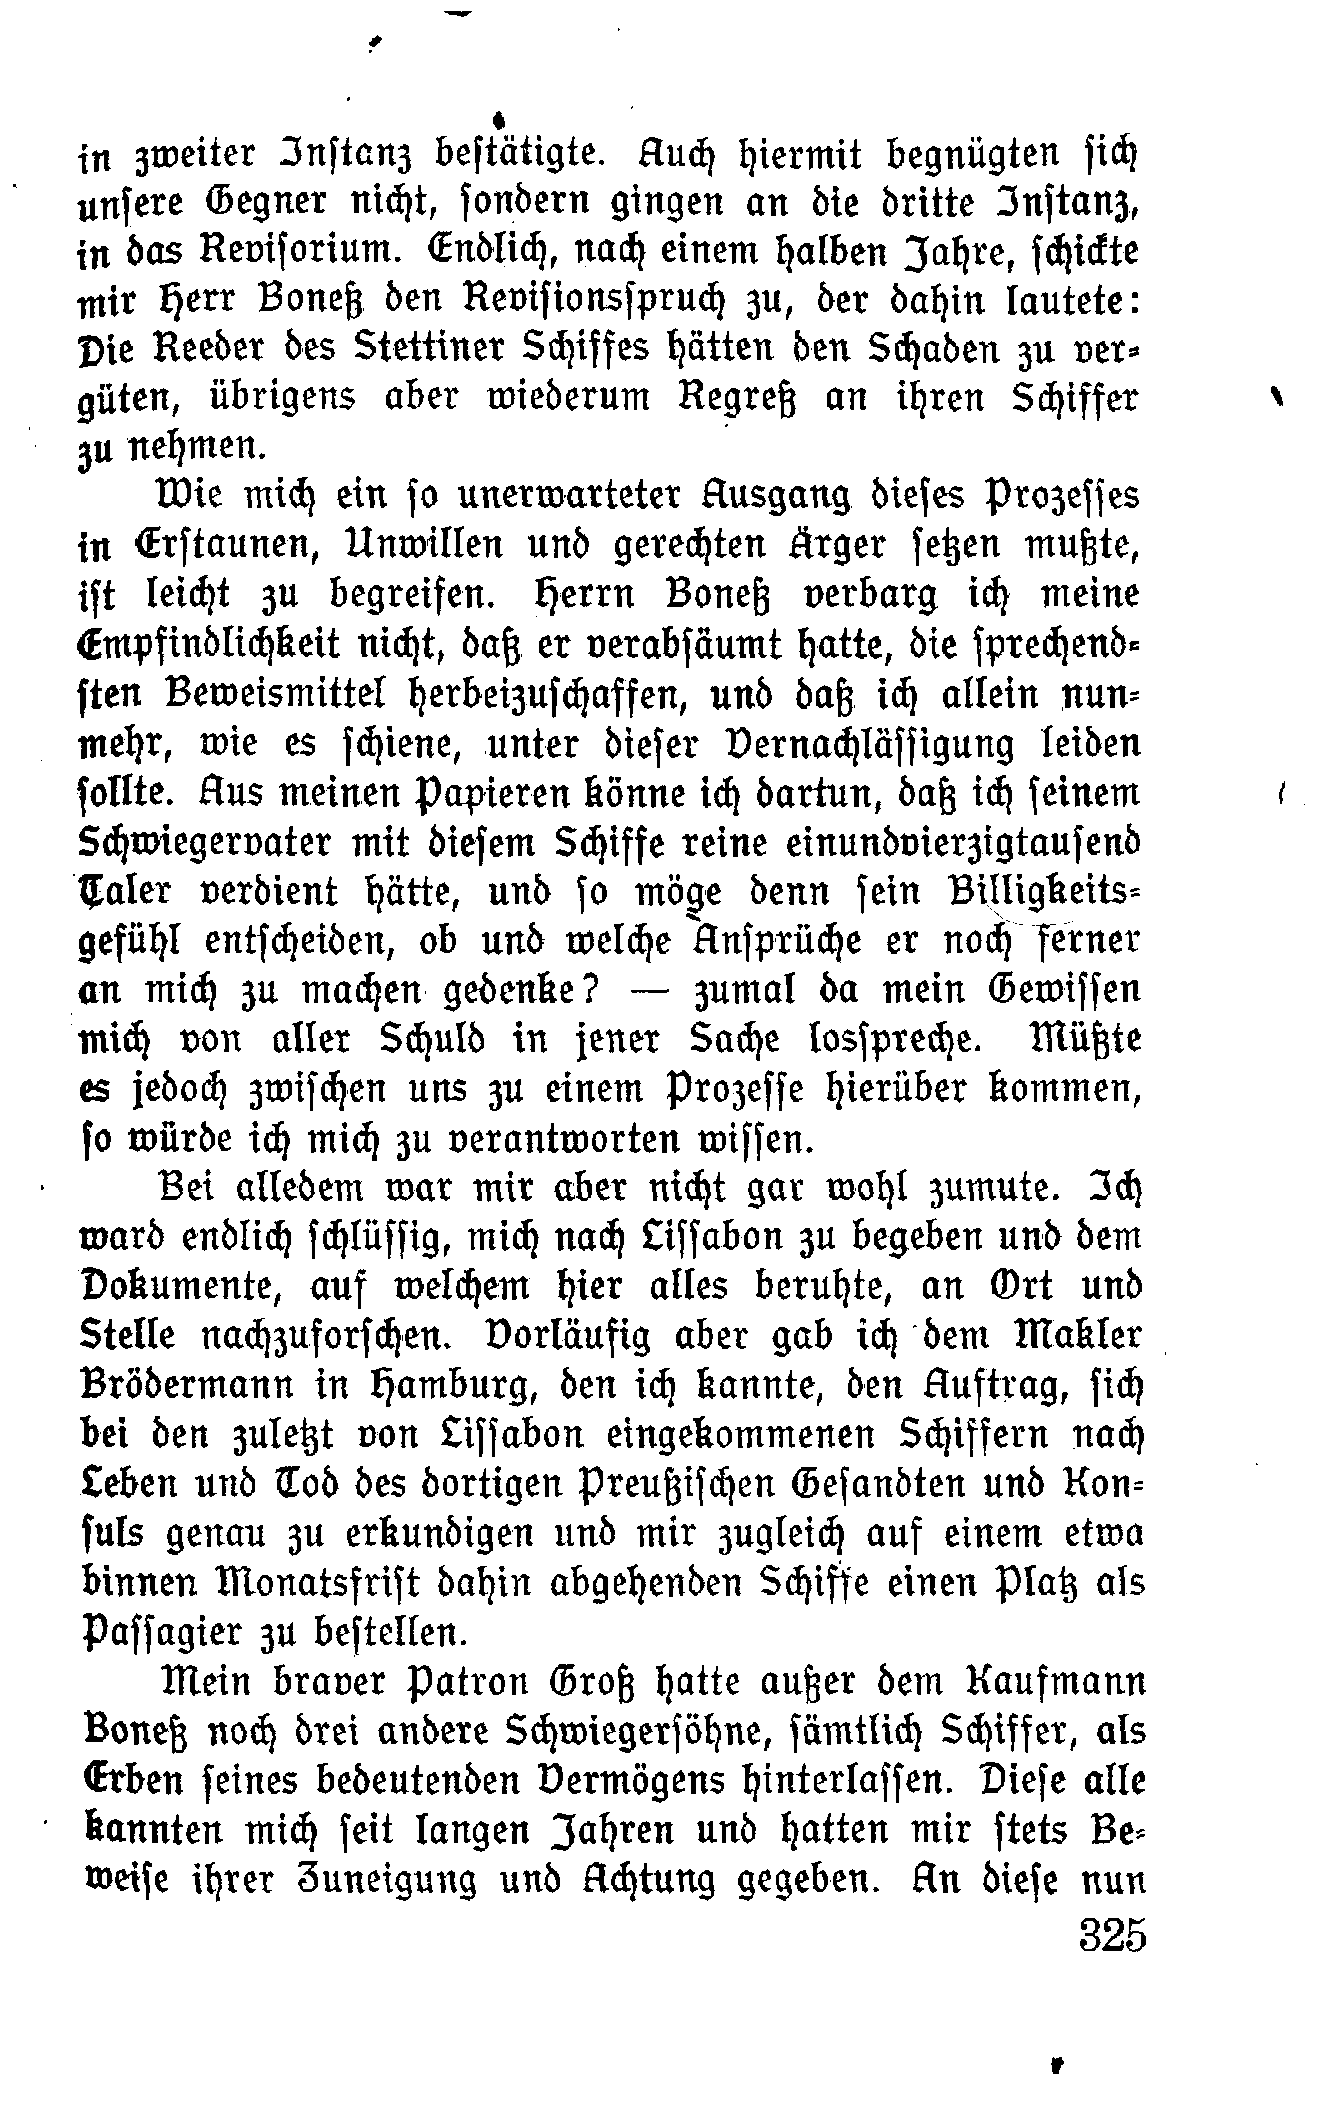 in zweiter Instanz bestätigte. Auch hiermit begnügten sich
unsere Gegner nicht, sondern gingen an die dritte Instanz,
in das Revisorium. Endlich, nach einem halben Jahre, schickte
mir Herr Boneß den Revisionsspruch zu, der dahin lautete:
Die Reeder des Stettiner Schiffes hätten den Schaden zu ver-
güten, übrigens aber wiederum Regreß an ihren Schiffer
zu nehmen.
Wie mich ein so unerwarteter Ausgang dieses Prozesses
in Erstaunen, Unwillen und gerechten Ärger setzen mußte,
ist leicht zu begreifen. Herrn Boneß verbarg ich meine
Empfindlichkeit nicht, daß er verabsäumt hatte, die sprechend-
sten Beweismittel herbeizuschaffen, und daß ich allein nun-
mehr, wie es schiene, unter dieser Vernachlässigung leiden
sollte. Aus meinen Papieren könne ich dartun, daß ich seinem
Schwiegervater mit diesem Schiffe reine einundvierzigtausend
Taler verdient hätte, und so möge denn sein Billigkeits-
gefühl entscheiden, ob und welche Ansprüche er noch ferner
an mich zu machen gedenke? — zumal da mein Gewissen
mich von aller Schuld in jener Sache losspreche. Müßte
es jedoch zwischen uns zu einem Prozesse hierüber kommen,
so würde ich mich zu verantworten wissen.
Bei alledem war mir aber nicht gar wohl zumute. Ich
ward endlich schlüssig, mich nach Lissabon zu begeben und dem
Dokumente, auf welchem hier alles beruhte, an Ort und
Stelle nachzuforschen. Vorläufig aber gab ich dem Makler
Brödermann in Hamburg, den ich kannte, den Auftrag, sich
bei den zuletzt von Lissabon eingekommenen Schiffern nach
Leben und Tod des dortigen Preußischen Gesandten und Kon-
suls genau zu erkundigen und mir zugleich auf einem etwa
binnen Monatsfrist dahin abgehenden Schiffe einen Platz als
Passagier zu bestellen.
Mein braver Patron Groß hatte außer dem Kaufmann
Boneß noch drei andere Schwiegersöhne, sämtlich Schiffer, als
Erben seines bedeutenden Vermögens hinterlassen. Diese alle
kannten mich seit langen Jahren und hatten mir stets Be-
weise ihrer Zuneigung und Achtung gegeben. An diese nun
325